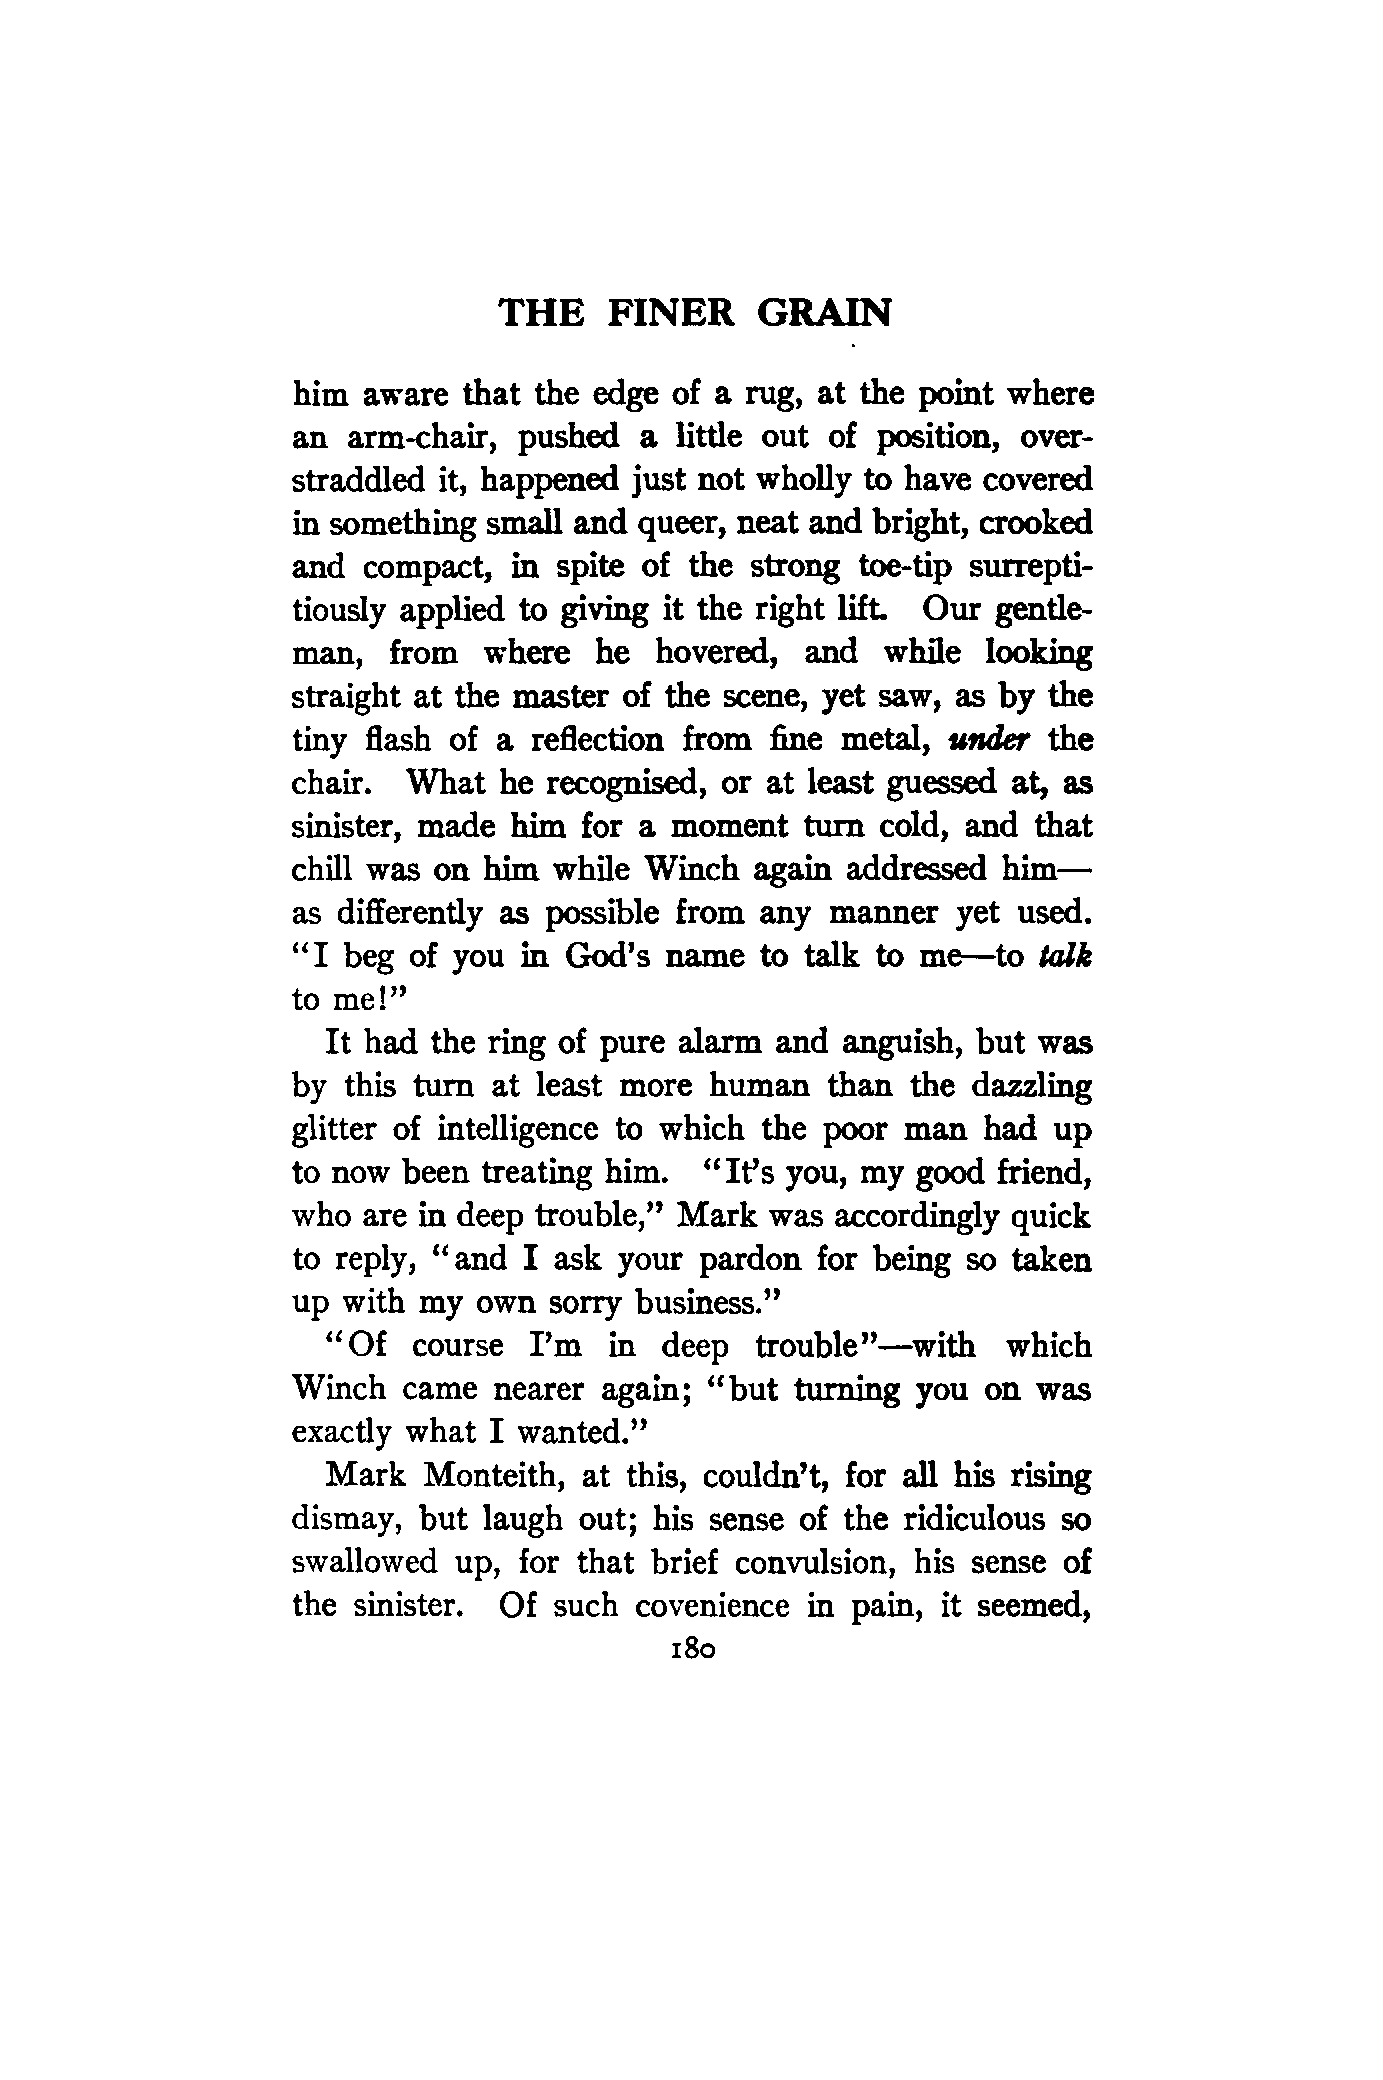 THE FINER GRAIN
him aware that the edge of a rug, at the point where
an arm-chair, pushed a little out of position, over-
straddled it, happened just not wholly to have covered
in something small and queer, neat and bright, crooked
and compact, in spite of the strong toe-tip surrepti-
tiously applied to giving it the right lift. Our gentle-
man, from where he hovered, and while looking
straight at the master of the scene, yet saw, as by the
tiny flash of a reflection from fine metal, under the
chair. What he recognised, or at least guessed at, as
sinister, made him for a moment turn cold, and that
chill was on him while Winch again addressed him—
as differently as possible from any manner yet used.
“I beg of you in God’s name to talk to me—to talk
to me!”
It had the ring of pure alarm and anguish, but was
by this turn at least more human than the dazzling
glitter of intelligence to which the poor man had up
to now been treating him. “It’s you, my good friend,
who are in deep trouble,” Mark was accordingly quick
to reply, “and I ask your pardon for being so taken
up with my own sorry business.”
“Of course I’m in deep trouble”—with which
Winch came nearer again; “but turning you on was
exactly what I wanted.”
Mark Monteith, at this, couldn’t, for all his rising
dismay, but laugh out; his sense of the ridiculous so
swallowed up, for that brief convulsion, his sense of
the sinister. Of such covenience in pain, it seemed,
180